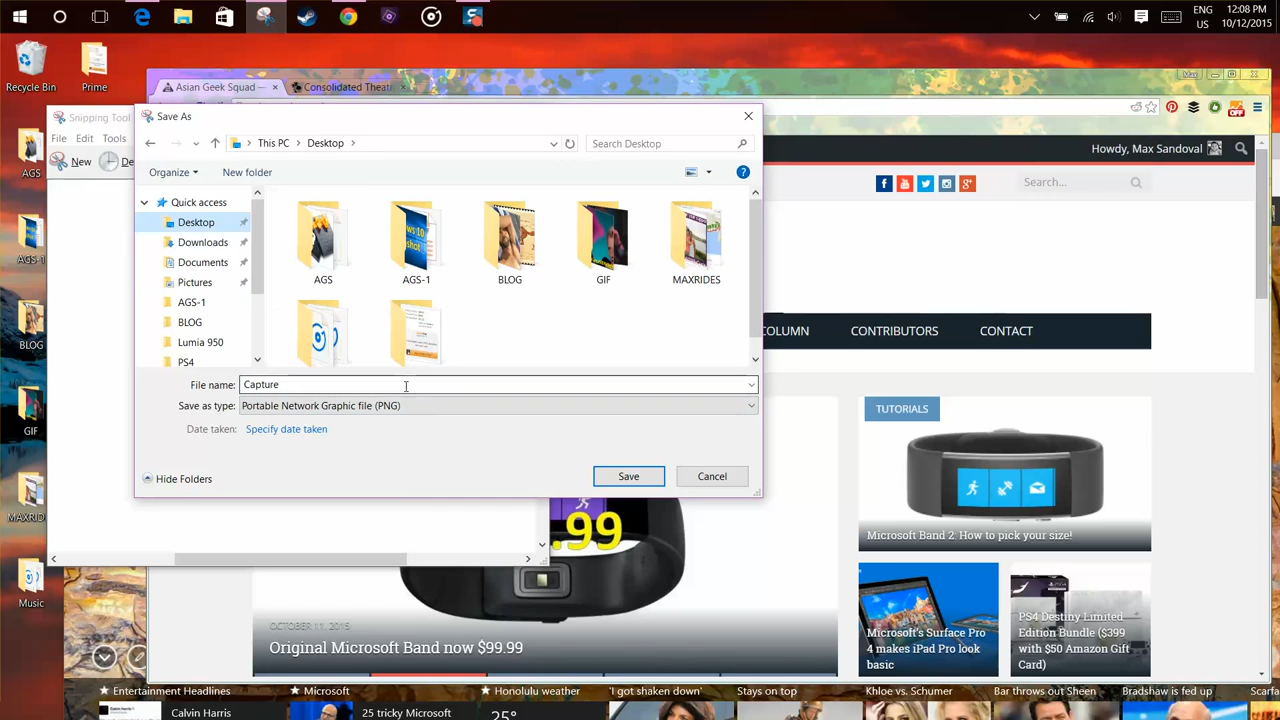 ENG
US
12:08 PM
10/12/2015
Recycle Bin
Prime
AGS
AGS-1
BLOG
GIF
Music
Asian Geek Squad —
Consolidated Theat
Max
Snipping Tool
File Edit Tools
New
Save As
This PC
Desktop
Search Desktop
Organize
New folder
Quick access
Desktop
Downloads
Documents
Pictures
AGS-1
BLOG
Lumia 950
PS4
AGS
AGS-1
BLOG
GIF
MAXRIDES
File name:
Capture
Save as type:
Portable Network Graphic file (PNG)
Date taken:
Specify date taken
Hide Folders
Save
Cancel
OFF
Howdy, Max Sandoval
Search...
CONTRIBUTORS
CONTACT
TUTORIALS
Microsoft Band 2: How to pick your size!
Microsoft's Surface Pro
4 makes iPad Pro look
basic
PS4 Destiny Limited
Edition Bundle ($399
with $50 Amazon Gift
Card)
.99
OCTOBER 11, 2015
Original Microsoft Band now $99.99
Entertainment Headlines
Microsoft
Honolulu weather
'I got shaken down'
Stays on top
Khloe vs. Schumer
Bar throws out Sheen
Bradshaw is fed up
Calvin Harris
25 tricky Microsoft
25°